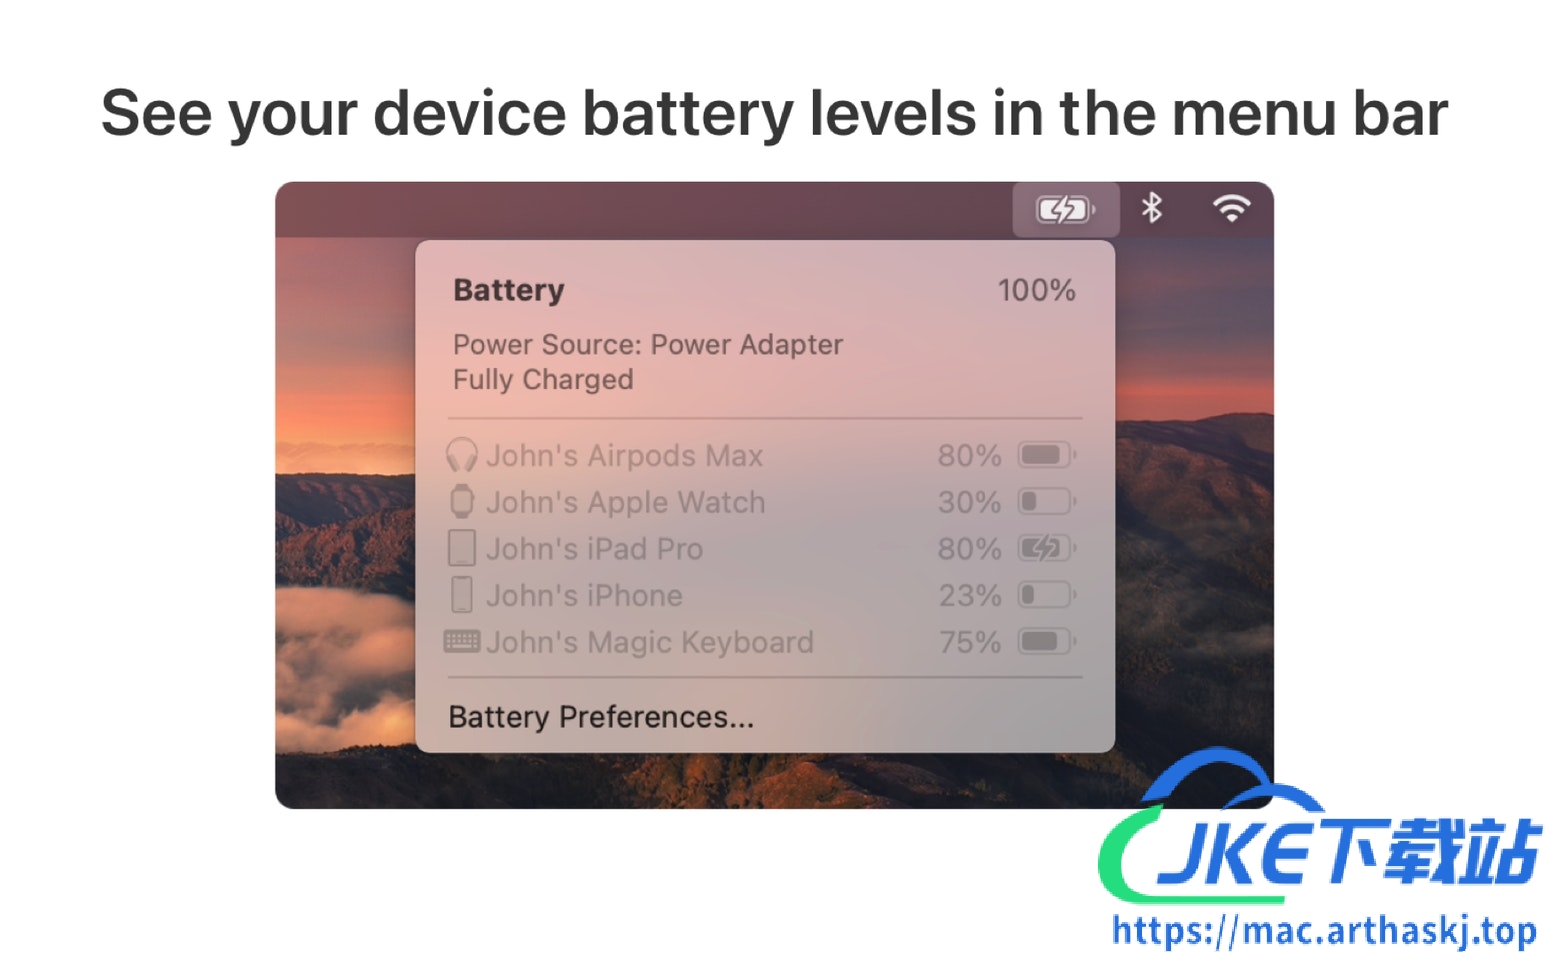 See your device battery levels in the menu bar
Battery 100%
Power Source: Power Adapter
Fully Charged
John's Airpods Max 80%
John's Apple Watch 30%
John's iPad Pro 80%
John's iPhone 23%
John's Magic Keyboard 75%
Battery Preferences...
JKE下载站
https://mac.arthaskj.top